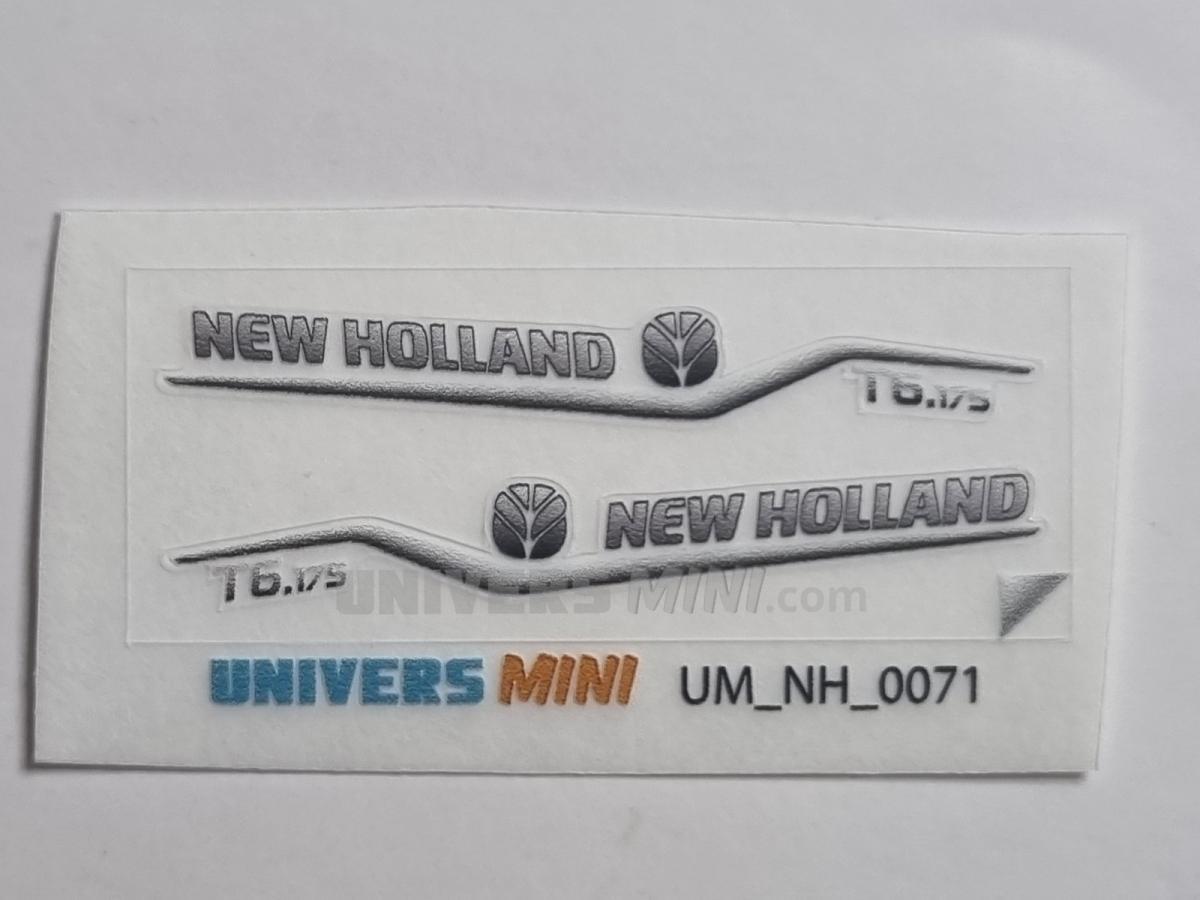 NEW HOLLAND
T6.175
NEW HOLLAND
T6.175
UNIVERS MINI.com
UNIVERS MINI UM_NH_0071